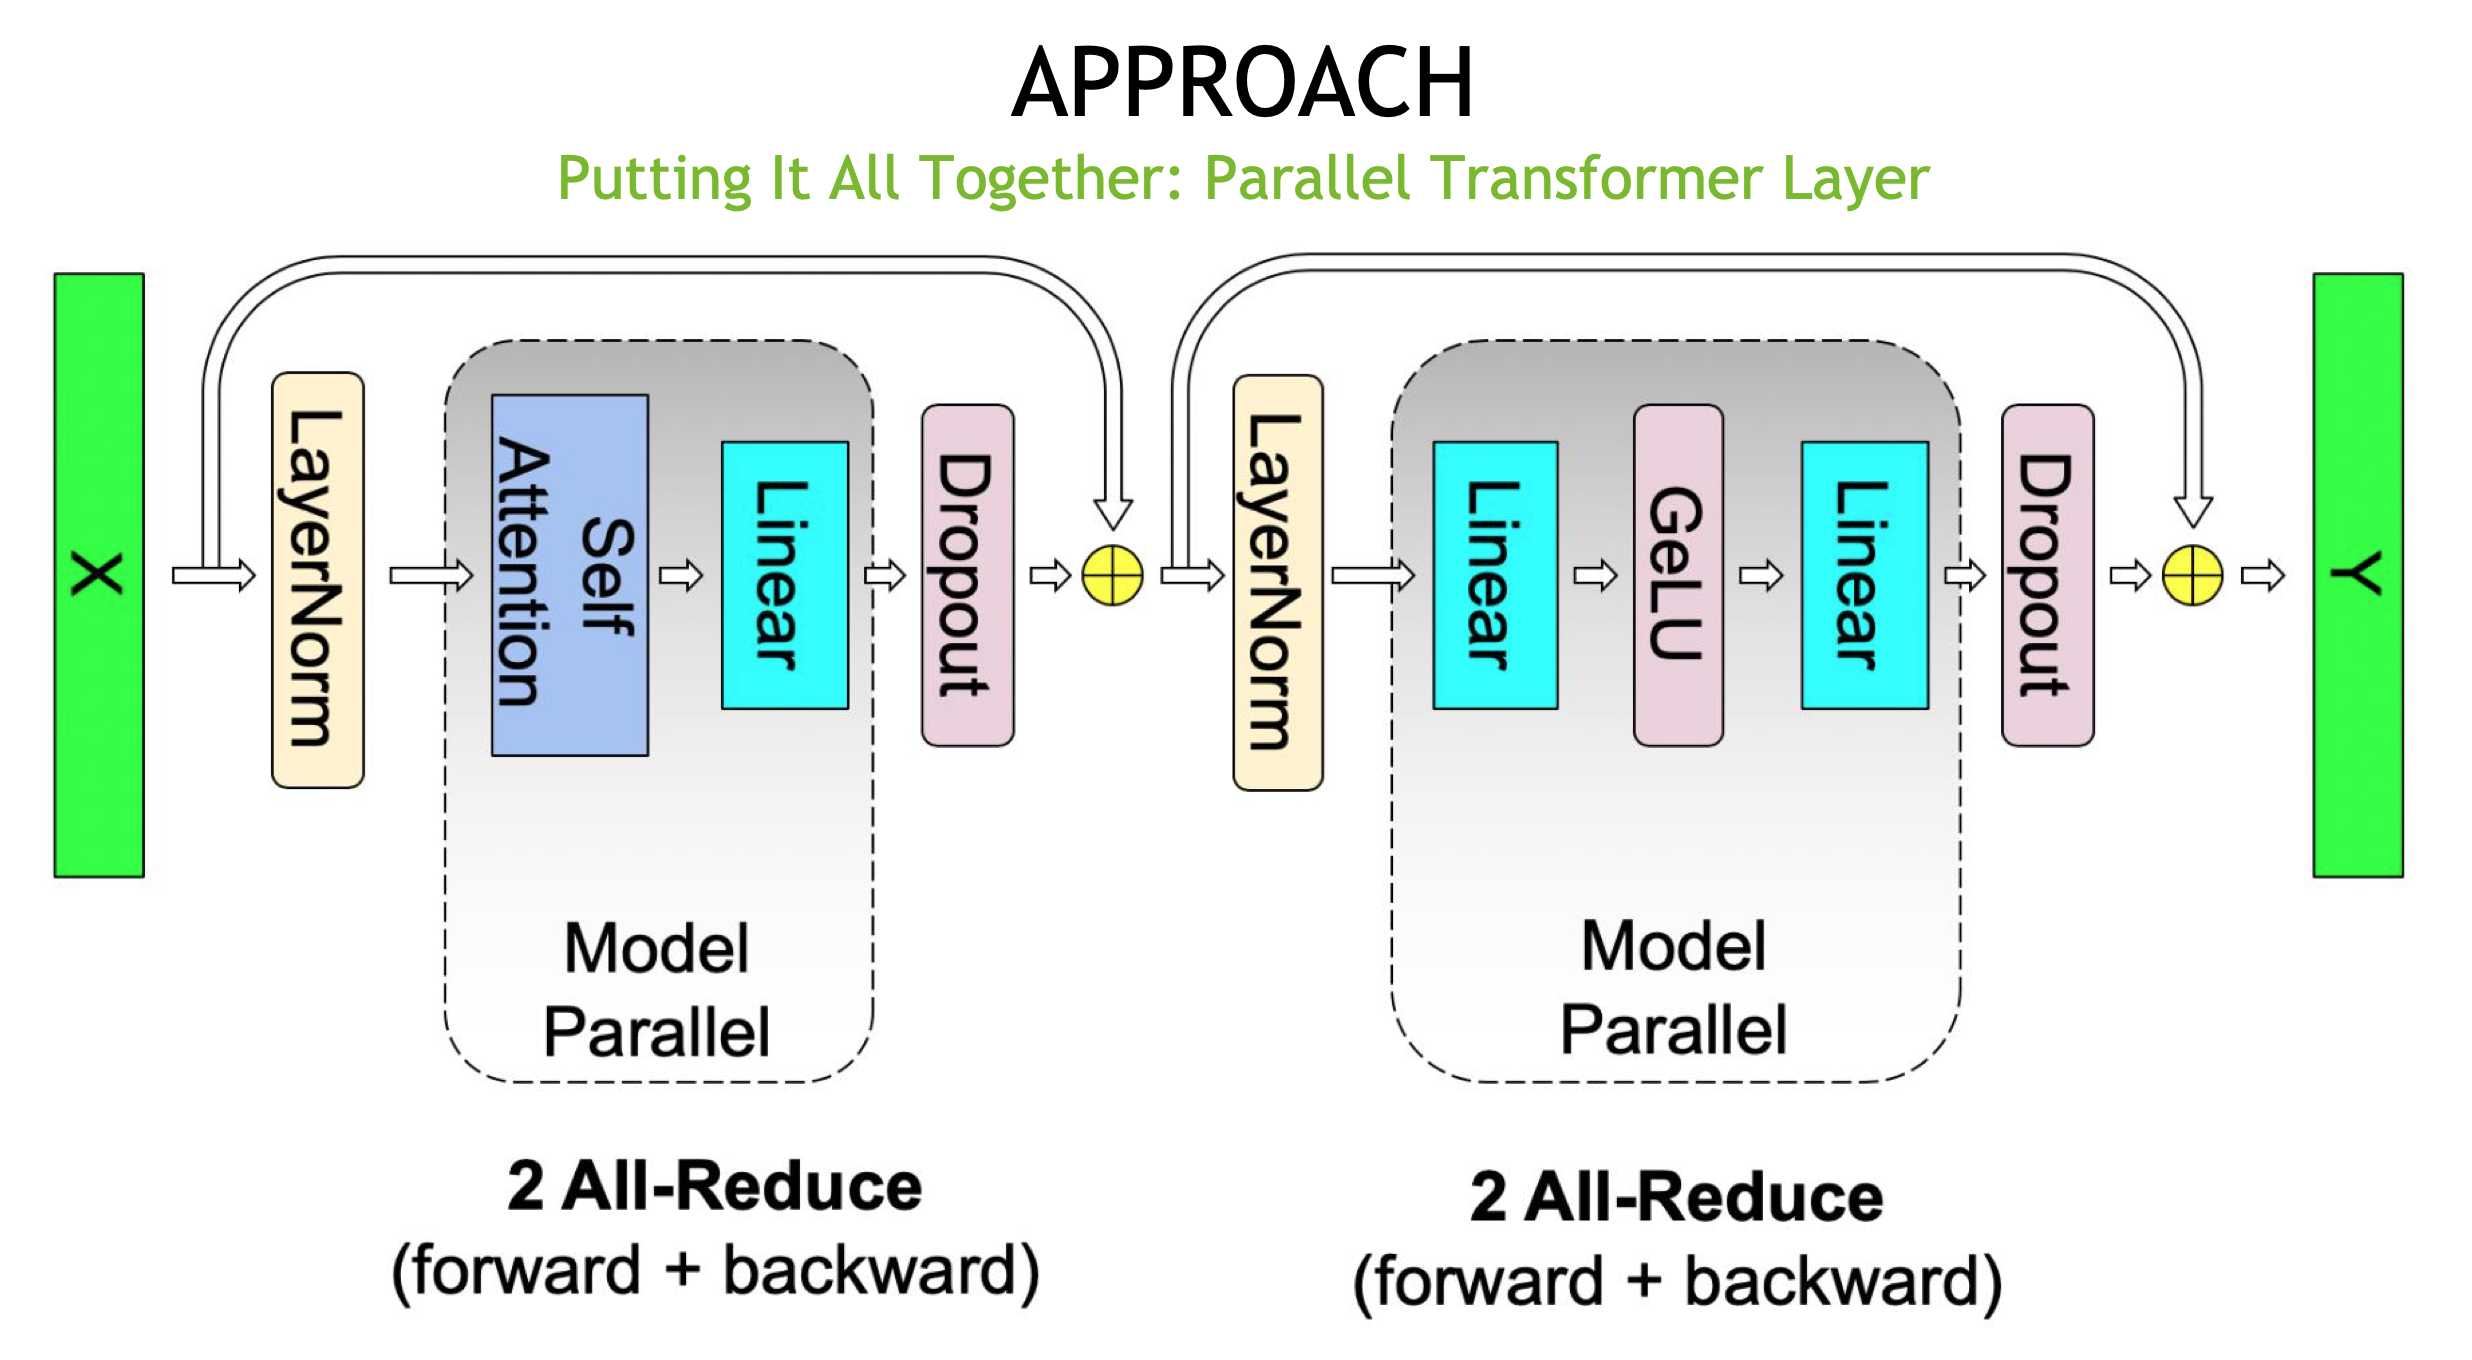 APPROACH
Putting It All Together: Parallel Transformer Layer
X
LayerNorm
Self
Attention
Linear
Dropout
LayerNorm
Linear
GeLU
Linear
Dropout
Y
Model
Parallel
Model
Parallel
2 All-Reduce
(forward + backward)
2 All-Reduce
(forward + backward)